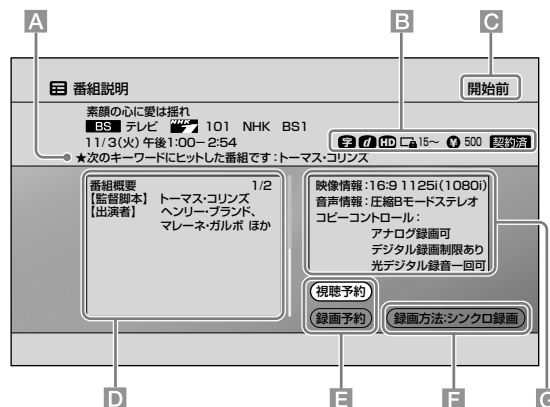 A
B
C
番組説明
開始前
素顔の心に愛は揺れ
BS テレビ 101 NHK BS1
11/3(火) 午後1:00−2:54
字 d HD 15〜 ¥ 500 契約済
★次のキーワードにヒットした番組です：トーマス・コリンズ
番組概要 1/2
【監督脚本】 トーマス・コリンズ
【出演者】 ヘンリー・ブランド、
マレーネ・ガルボ ほか
映像情報：16:9 1125i(1080i)
音声情報：圧縮Bモードステレオ
コピーコントロール：
アナログ録画可
デジタル録画制限あり
光デジタル録音一回可
視聴予約
録画予約
録画方法:シンクロ録画
D
E
F
G